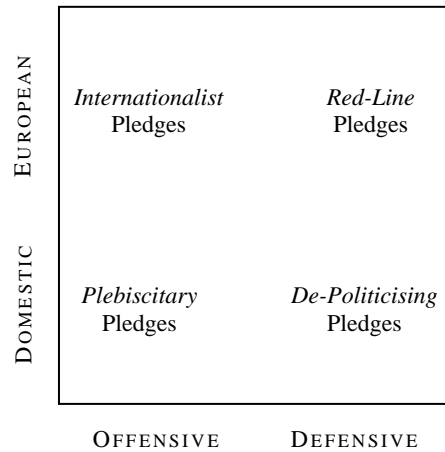 EUROPEAN
Internationalist
Pledges
Red-Line
Pledges
DOMESTIC
Plebiscitary
Pledges
De-Politicising
Pledges
OFFENSIVE
DEFENSIVE